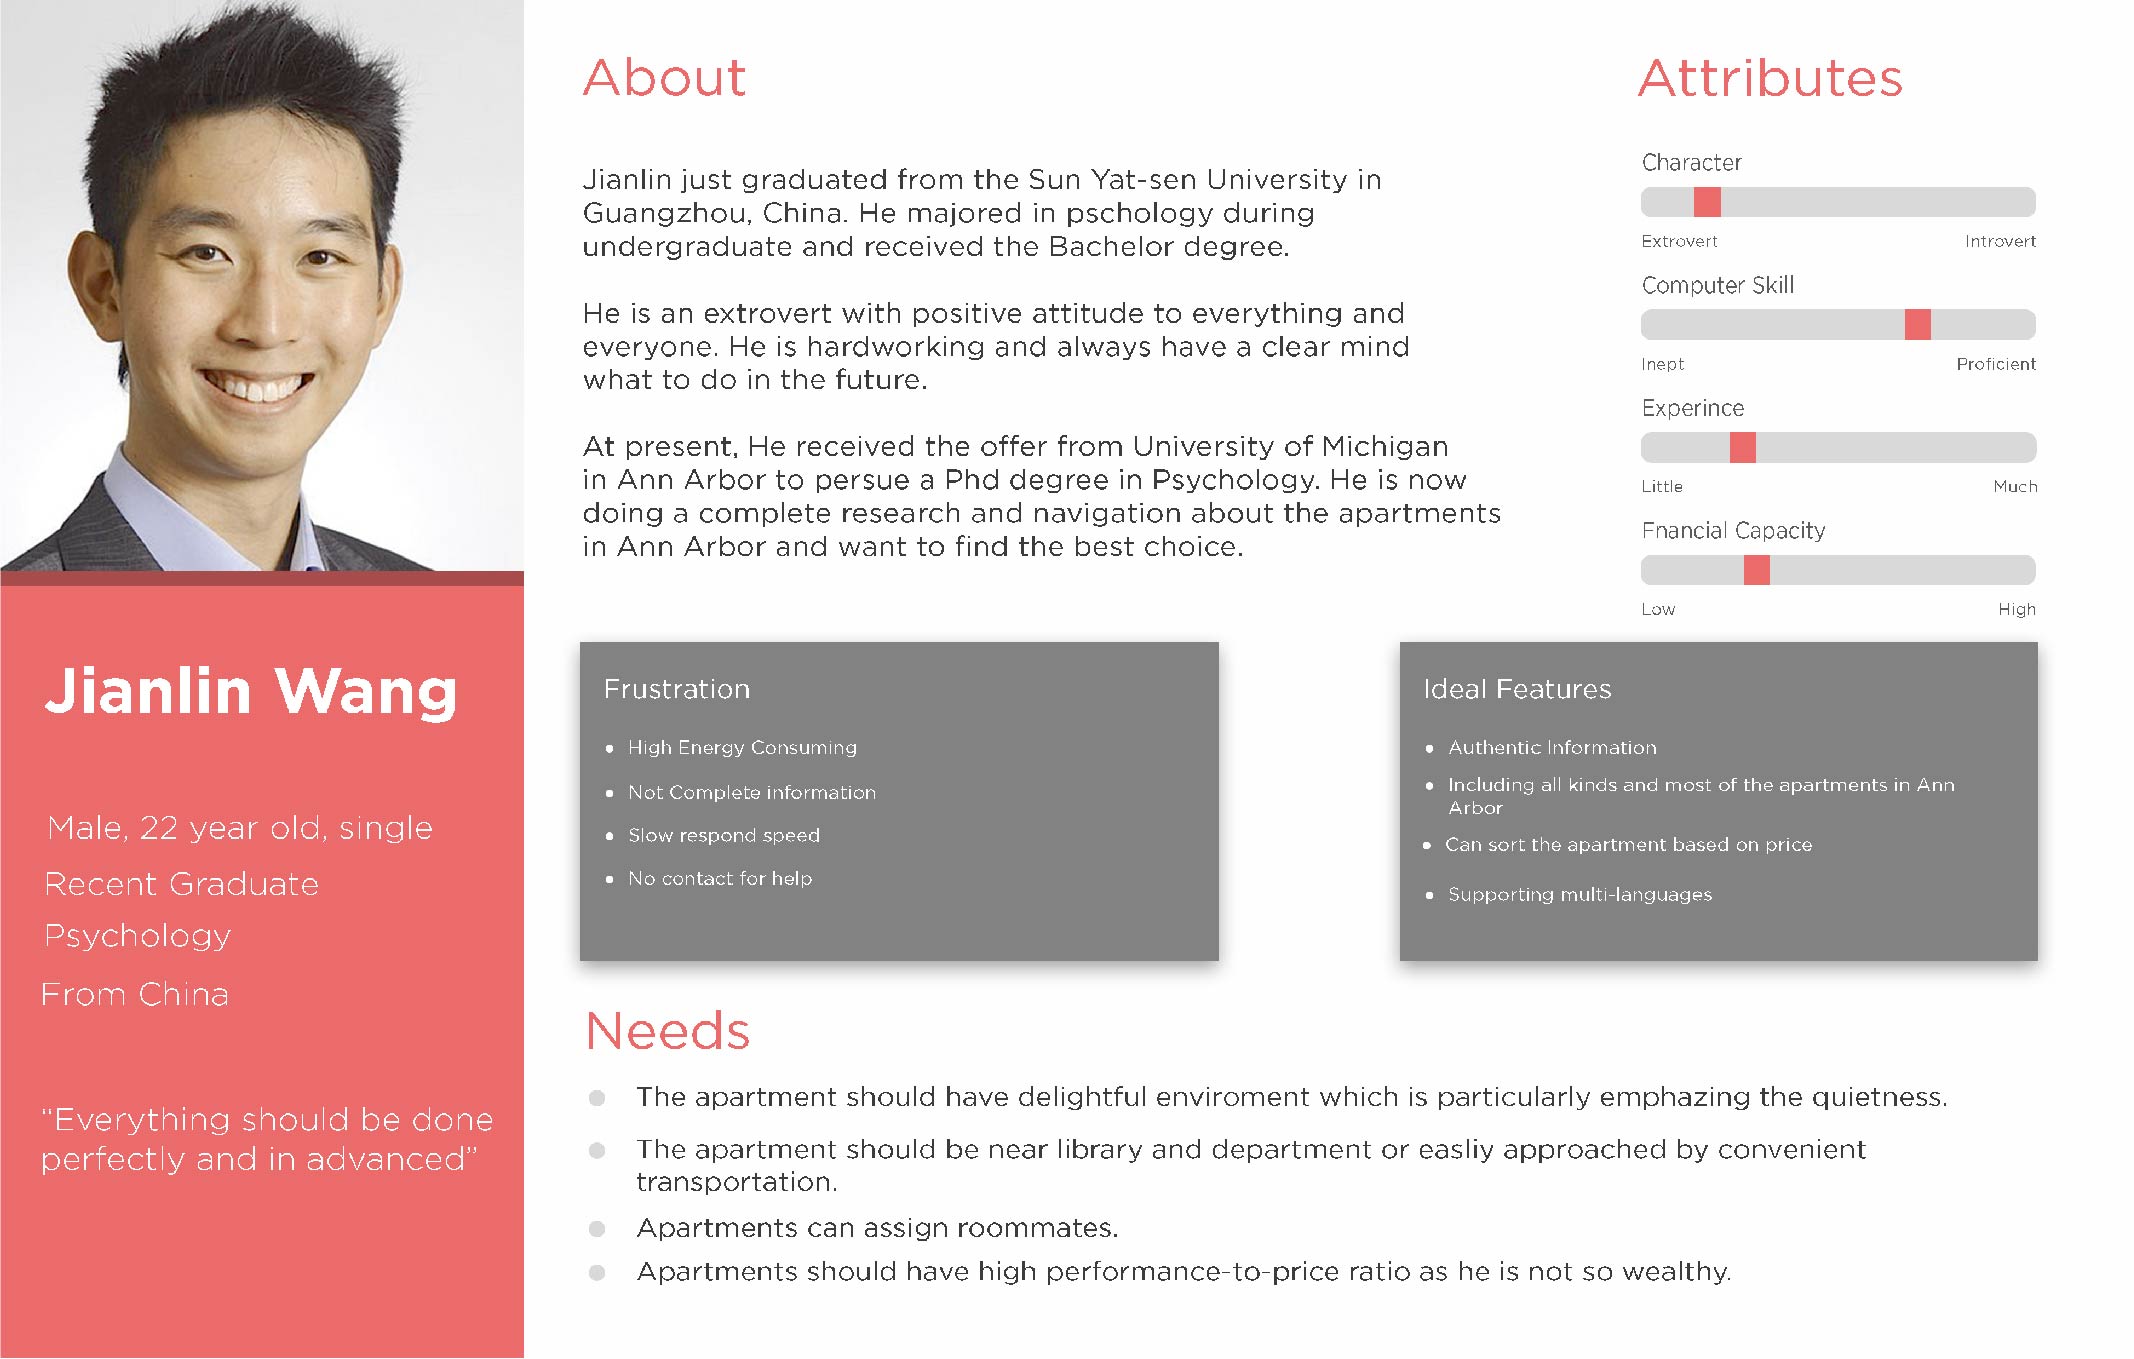 Jianlin Wang
Male, 22 year old, single
Recent Graduate
Psychology
From China
“Everything should be done
perfectly and in advanced”
About
Jianlin just graduated from the Sun Yat-sen University in
Guangzhou, China. He majored in pschology during
undergraduate and received the Bachelor degree.
He is an extrovert with positive attitude to everything and
everyone. He is hardworking and always have a clear mind
what to do in the future.
At present, He received the offer from University of Michigan
in Ann Arbor to persue a Phd degree in Psychology. He is now
doing a complete research and navigation about the apartments
in Ann Arbor and want to find the best choice.
Attributes
Character
Extrovert Introvert
Computer Skill
Inept Proficient
Experince
Little Much
Fnancial Capacity
Low High
Frustration
• High Energy Consuming
• Not Complete information
• Slow respond speed
• No contact for help
Ideal Features
• Authentic Information
• Including all kinds and most of the apartments in Ann
Arbor
• Can sort the apartment based on price
• Supporting multi-languages
Needs
• The apartment should have delightful enviroment which is particularly emphazing the quietness.
• The apartment should be near library and department or easliy approached by convenient
transportation.
• Apartments can assign roommates.
• Apartments should have high performance-to-price ratio as he is not so wealthy.